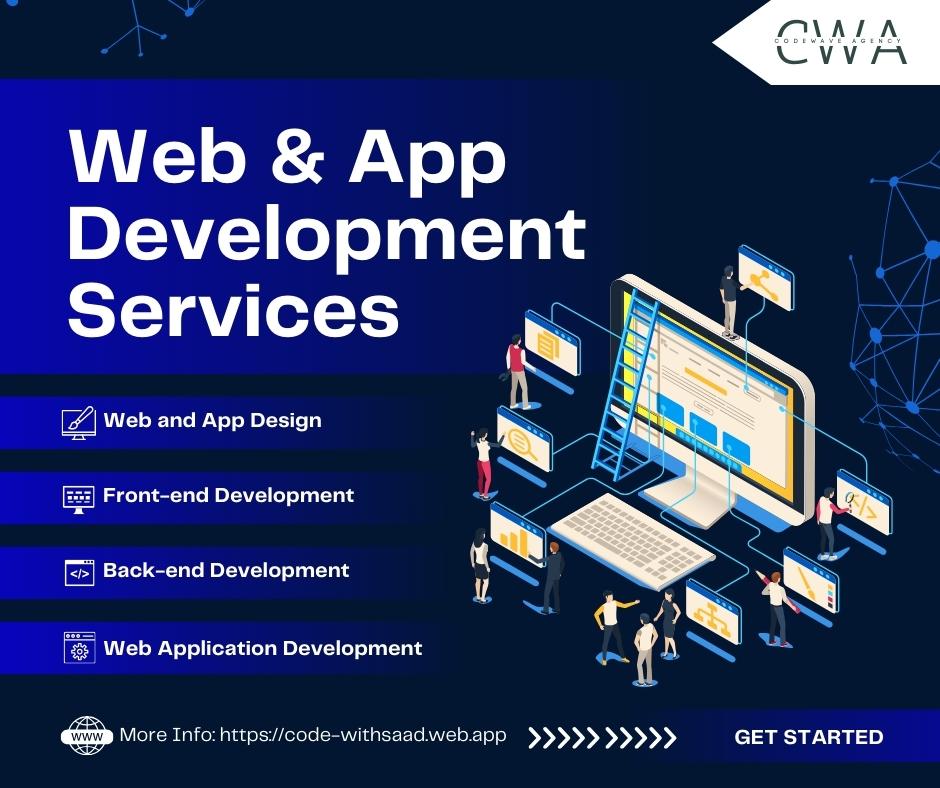 CWA
CODEWAVE AGENCY
Web & App
Development
Services
Web and App Design
Front-end Development
</> Back-end Development
Web Application Development
www More Info: https://code-withsaad.web.app
GET STARTED
</>